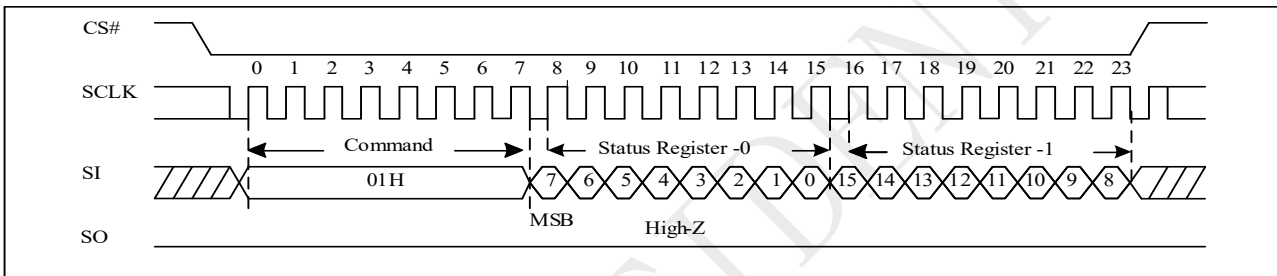 CS#
0 1 2 3 4 5 6 7 8 9 10 11 12 13 14 15 16 17 18 19 20 21 22 23
SCLK
Command Status Register -0 Status Register -1
SI 01H 7 6 5 4 3 2 1 0 15 14 13 12 11 10 9 8
MSB High-Z
SO